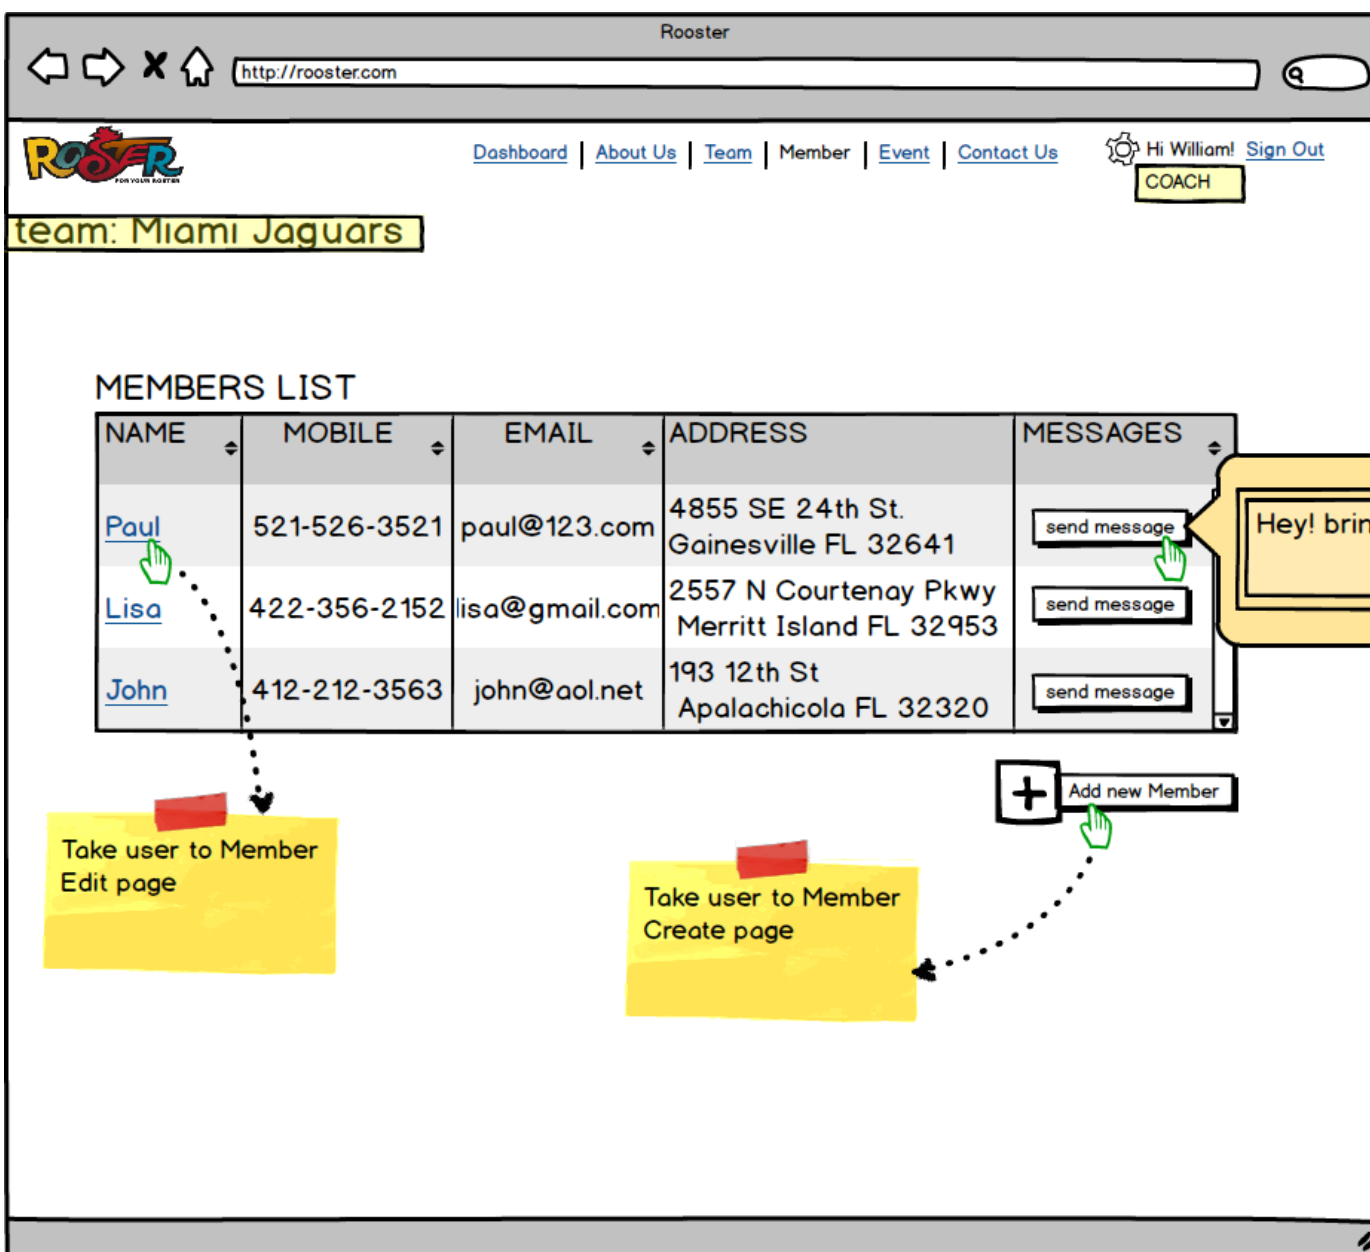 Rooster
http://rooster.com
ROOSTER
FOR YOUR ROSTER
Dashboard About Us Team Member Event Contact Us
Hi William! Sign Out
COACH
team: Miami Jaguars
MEMBERS LIST
NAME MOBILE EMAIL ADDRESS MESSAGES
Paul 521-526-3521 paul@123.com 4855 SE 24th St.
Gainesville FL 32641
send message
Hey! brin
Lisa 422-356-2152 lisa@gmail.com 2557 N Courtenay Pkwy
Merritt Island FL 32953
send message
John 412-212-3563 john@aol.net 193 12th St
Apalachicola FL 32320
send message
Add new Member
Take user to Member
Edit page
Take user to Member
Create page